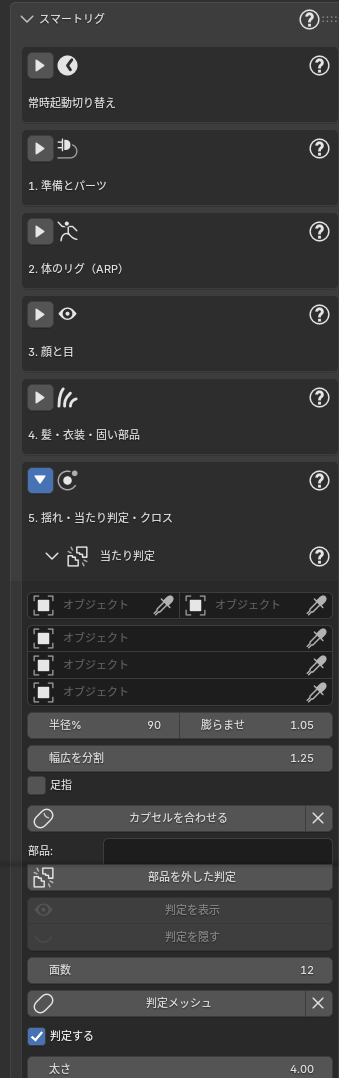 スマートリグ
常時起動切り替え
1. 準備とパーツ
2. 体のリグ（ARP）
3. 顔と目
4. 髪・衣装・固い部品
5. 揺れ・当たり判定・クロス
当たり判定
オブジェクト オブジェクト
オブジェクト
オブジェクト
オブジェクト
半径% 90 膨らませ 1.05
幅広を分割 1.25
足指
カプセルを合わせる
部品:
部品を外した判定
判定を表示
判定を隠す
面数 12
判定メッシュ
判定する
太さ 4.00